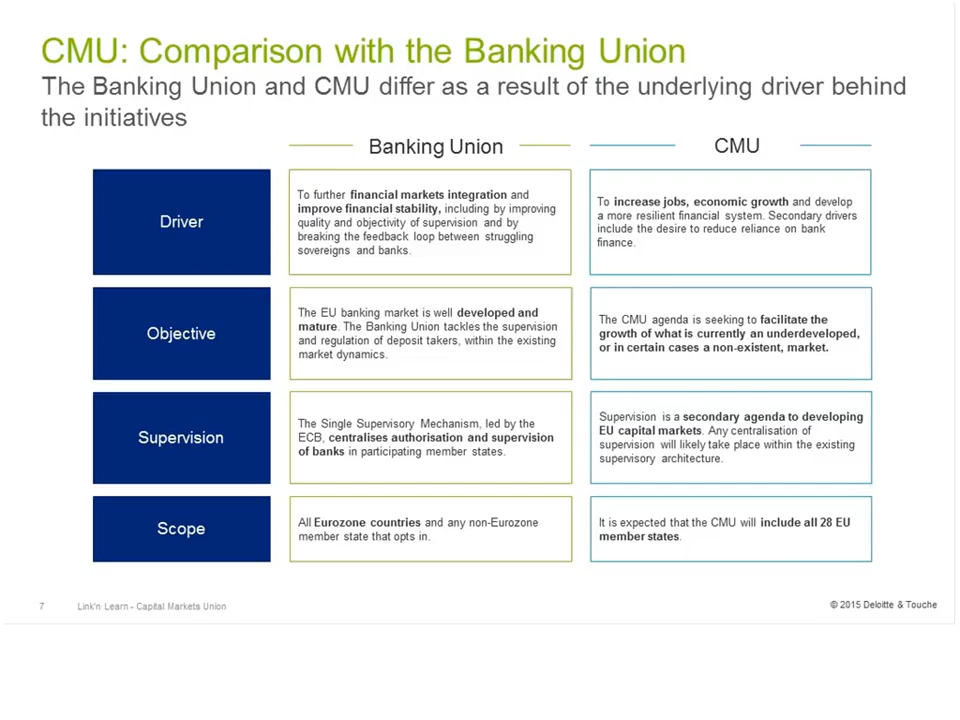 CMU: Comparison with the Banking Union
The Banking Union and CMU differ as a result of the underlying driver behind
the initiatives
Banking Union
CMU
Driver
To further financial markets integration and
improve financial stability, including by improving
quality and objectivity of supervision and by
breaking the feedback loop between struggling
sovereigns and banks.
To increase jobs, economic growth and develop
a more resilient financial system. Secondary drivers
include the desire to reduce reliance on bank
finance.
Objective
The EU banking market is well developed and
mature. The Banking Union tackles the supervision
and regulation of deposit takers, within the existing
market dynamics.
The CMU agenda is seeking to facilitate the
growth of what is currently an underdeveloped,
or in certain cases a non-existent, market.
Supervision
The Single Supervisory Mechanism, led by the
ECB, centralises authorisation and supervision
of banks in participating member states.
Supervision is a secondary agenda to developing
EU capital markets. Any centralisation of
supervision will likely take place within the existing
supervisory architecture.
Scope
All Eurozone countries and any non-Eurozone
member state that opts in.
It is expected that the CMU will include all 28 EU
member states.
7
Link'n Learn - Capital Markets Union
© 2015 Deloitte & Touche